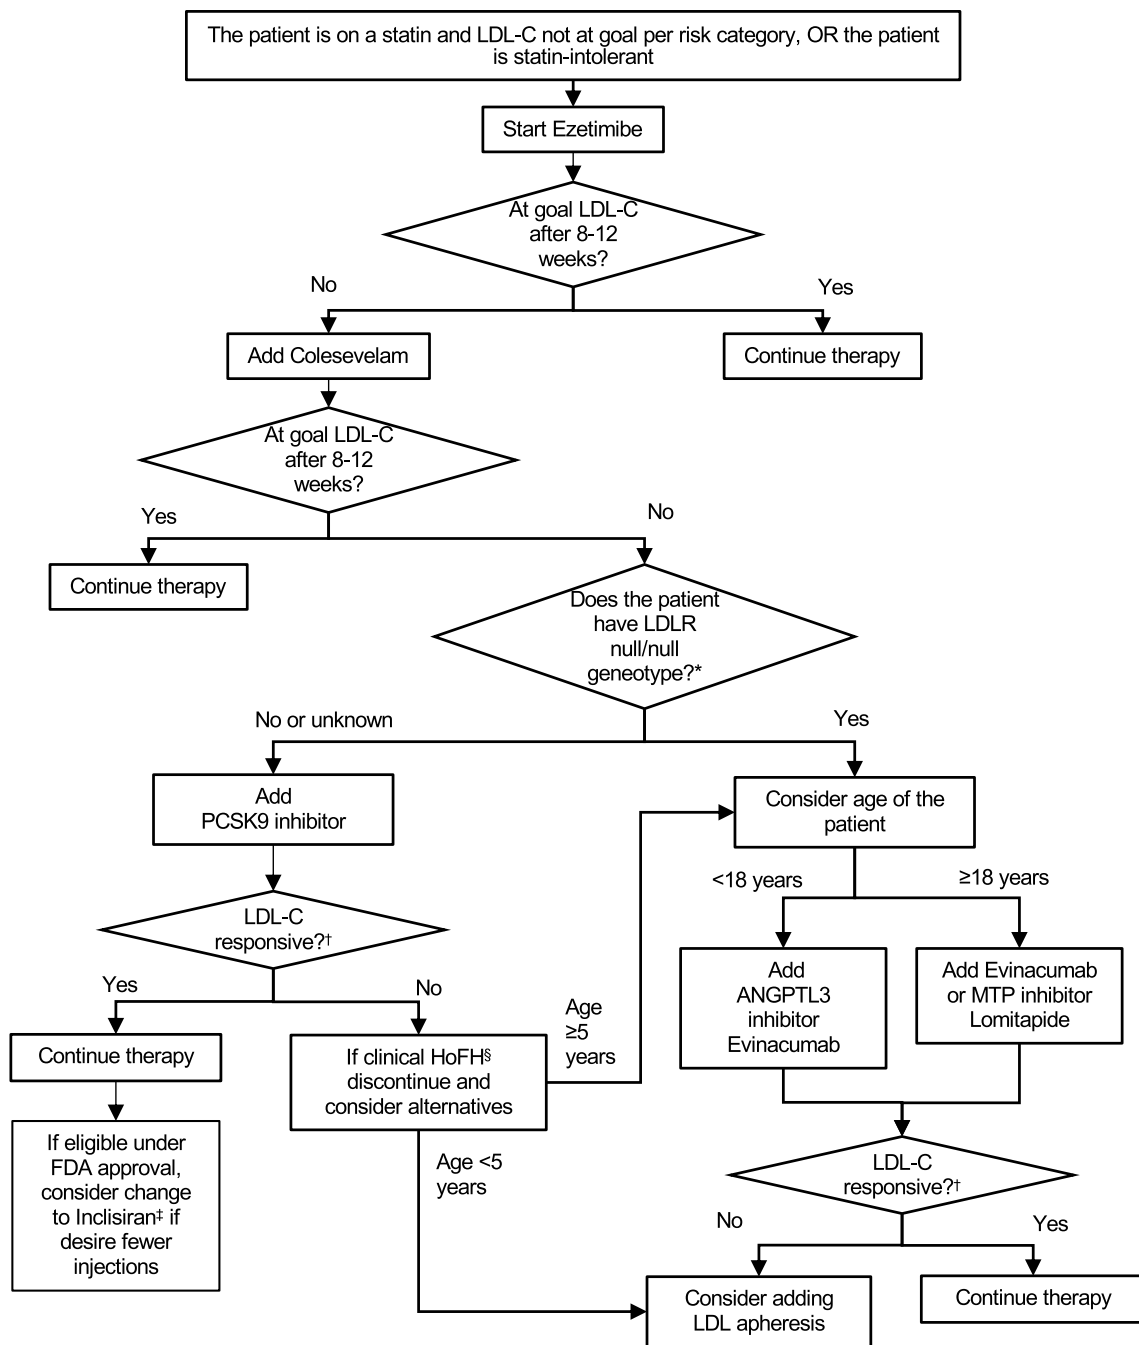 The patient is on a statin and LDL-C not at goal per risk category, OR the patient
is statin-intolerant
Start Ezetimibe
At goal LDL-C
after 8-12
weeks?
No
Yes
Add Colesevelam
Continue therapy
At goal LDL-C
after 8-12
weeks?
Yes
No
Continue therapy
Does the patient
have LDLR
null/null
geneotype?*
No or unknown
Yes
Add
PCSK9 inhibitor
Consider age of the
patient
<18 years
≥18 years
LDL-C
responsive?†
Add
ANGPTL3
inhibitor
Evinacumab
Add Evinacumab
or MTP inhibitor
Lomitapide
Yes
No
Age
≥5
years
Continue therapy
If clinical HoFH§
discontinue and
consider alternatives
If eligible under
FDA approval,
consider change
to Inclisiran‡ if
desire fewer
injections
Age <5
years
LDL-C
responsive?†
No
Yes
Consider adding
LDL apheresis
Continue therapy